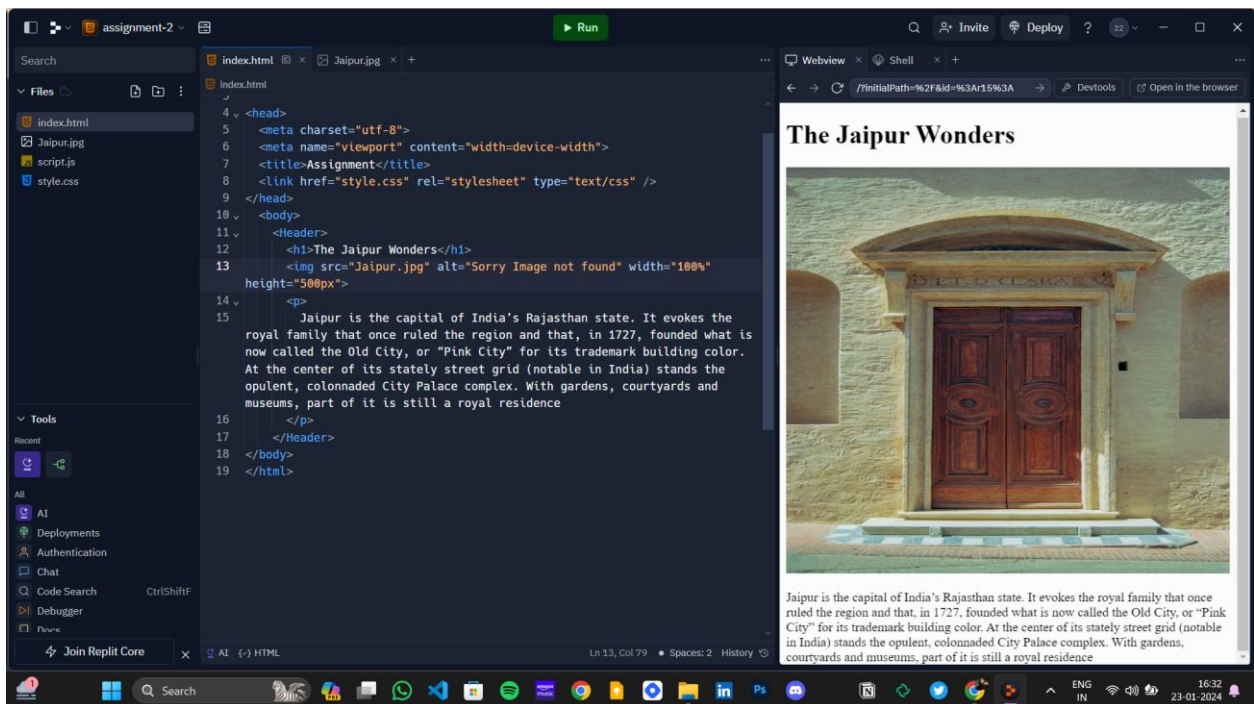 assignment-2
Run
Invite
Deploy
?
22
Search
Files
index.html
Jaipur.jpg
script.js
style.css
Tools
Recent
All
AI
Deployments
Authentication
Chat
Code Search CtrlShiftF
Debugger
Docs
Join Replit Core
index.html
Jaipur.jpg
index.html
3
4 <head>
5 <meta charset="utf-8">
6 <meta name="viewport" content="width=device-width">
7 <title>Assignment</title>
8 <link href="style.css" rel="stylesheet" type="text/css" />
9 </head>
10 <body>
11 <Header>
12 <h1>The Jaipur Wonders</h1>
13 <img src="Jaipur.jpg" alt="Sorry Image not found" width="100%"
height="500px">
14 <p>
15 Jaipur is the capital of India’s Rajasthan state. It evokes the
royal family that once ruled the region and that, in 1727, founded what is
now called the Old City, or “Pink City” for its trademark building color.
At the center of its stately street grid (notable in India) stands the
opulent, colonnaded City Palace complex. With gardens, courtyards and
museums, part of it is still a royal residence
16 </p>
17 </Header>
18 </body>
19 </html>
AI {} HTML
Ln 13, Col 79 Spaces: 2 History
Webview
Shell
/?initialPath=%2F&id=%3Ar15%3A
Devtools
Open in the browser
The Jaipur Wonders
D. ET. D CLARAE V.
Jaipur is the capital of India’s Rajasthan state. It evokes the royal family that once
ruled the region and that, in 1727, founded what is now called the Old City, or “Pink
City” for its trademark building color. At the center of its stately street grid (notable
in India) stands the opulent, colonnaded City Palace complex. With gardens,
courtyards and museums, part of it is still a royal residence
1
Search
PRE
in
Ps
ENG
IN
16:32
23-01-2024